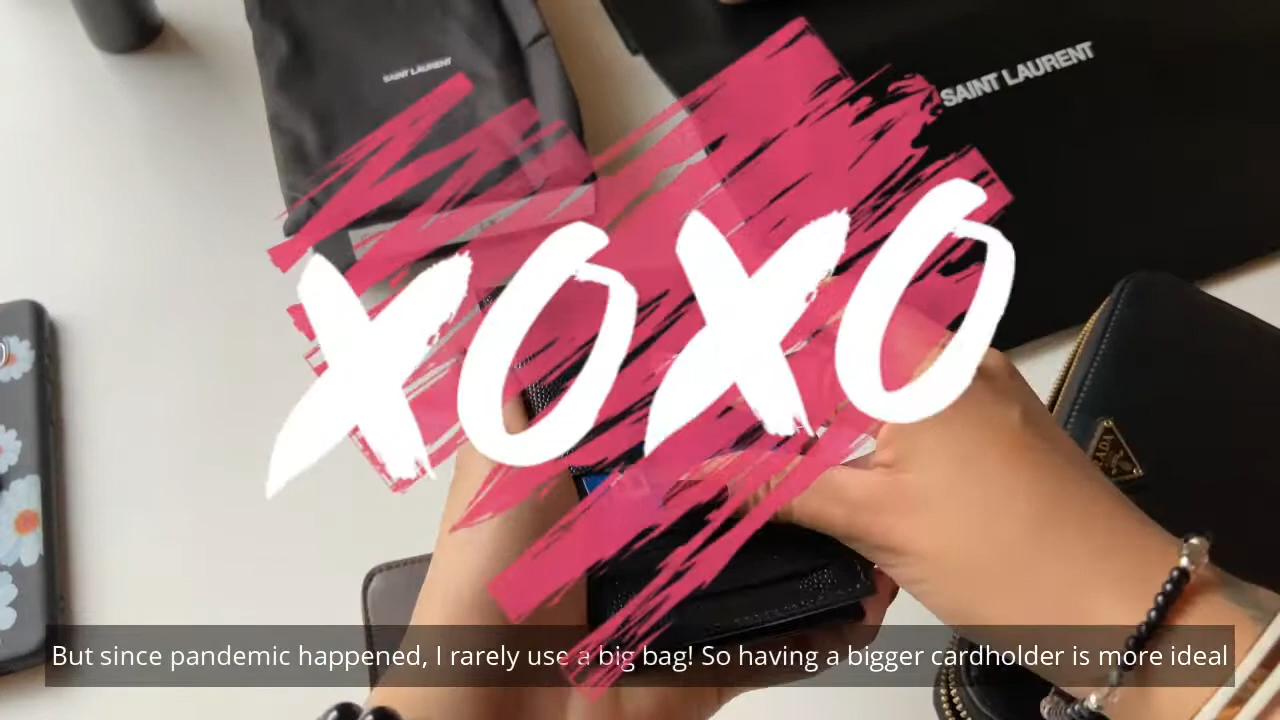 SAINT LAURENT
SAINT LAURENT
XOXO
But since pandemic happened, I rarely use a big bag! So having a bigger cardholder is more ideal